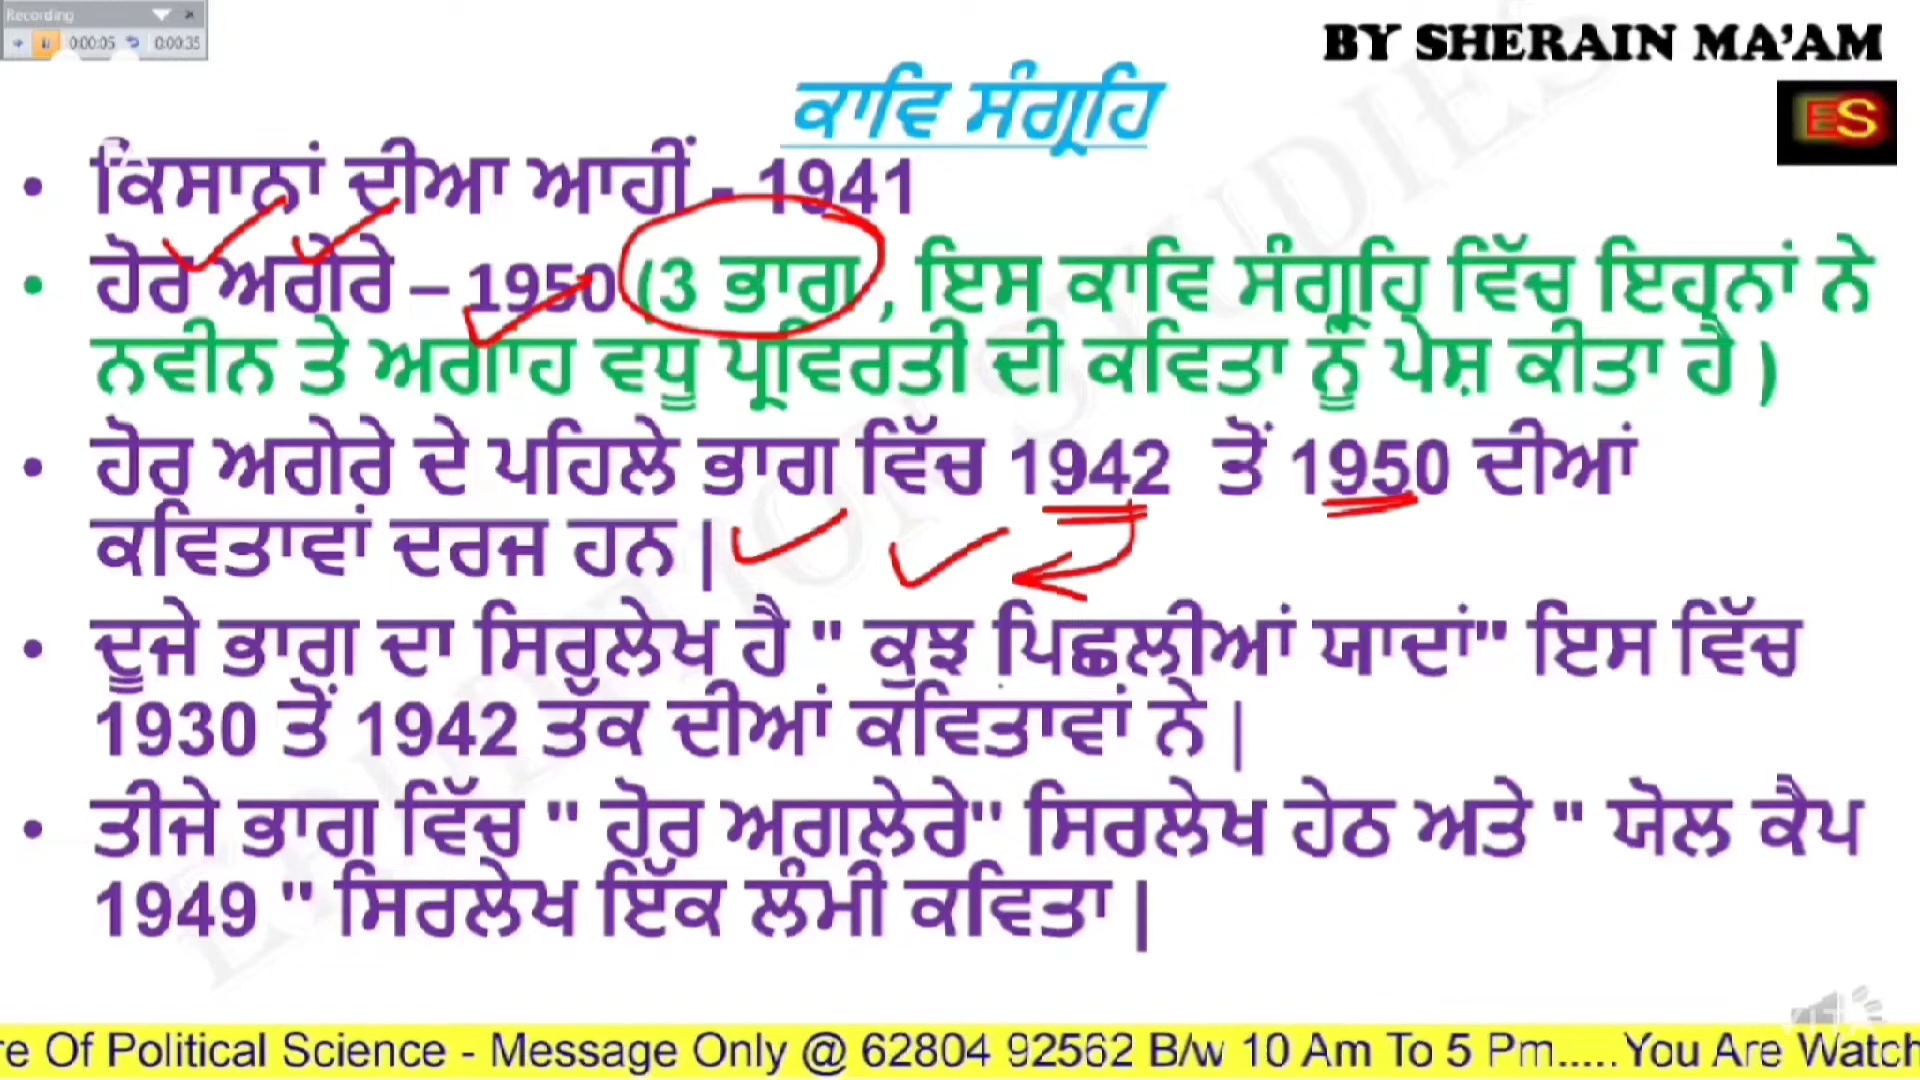 Recording
0:00:05 0:00:35
BY SHERAIN MA’AM
ES
ਕਾਵਿ ਸੰਗ੍ਰਹਿ
• ਕਿਸਾਨਾਂ ਦੀਆ ਆਹੀਂ - 1941
• ਹੋਰ ਅਗੇਰੇ – 1950 (3 ਭਾਗ , ਇਸ ਕਾਵਿ ਸੰਗ੍ਰਹਿ ਵਿੱਚ ਇਹਨਾਂ ਨੇ
ਨਵੀਨ ਤੇ ਅਗਾਂਹ ਵਧੂ ਪ੍ਰਵਿਰਤੀ ਦੀ ਕਵਿਤਾ ਨੂੰ ਪੇਸ਼ ਕੀਤਾ ਹੈ )
• ਹੋਰ ਅਗੇਰੇ ਦੇ ਪਹਿਲੇ ਭਾਗ ਵਿੱਚ 1942 ਤੋਂ 1950 ਦੀਆਂ
ਕਵਿਤਾਵਾਂ ਦਰਜ ਹਨ |
• ਦੂਜੇ ਭਾਗ ਦਾ ਸਿਰਲੇਖ ਹੈ " ਕੁਝ ਪਿਛਲੀਆਂ ਯਾਦਾਂ" ਇਸ ਵਿੱਚ
1930 ਤੋਂ 1942 ਤੱਕ ਦੀਆਂ ਕਵਿਤਾਵਾਂ ਨੇ |
• ਤੀਜੇ ਭਾਗ ਵਿੱਚ " ਹੋਰ ਅਗਲੇਰੇ" ਸਿਰਲੇਖ ਹੇਠ ਅਤੇ " ਯੋਲ ਕੈਪ
1949 " ਸਿਰਲੇਖ ਇੱਕ ਲੰਮੀ ਕਵਿਤਾ |
re Of Political Science - Message Only @ 62804 92562 B/w 10 Am To 5 Pm.....You Are Watch